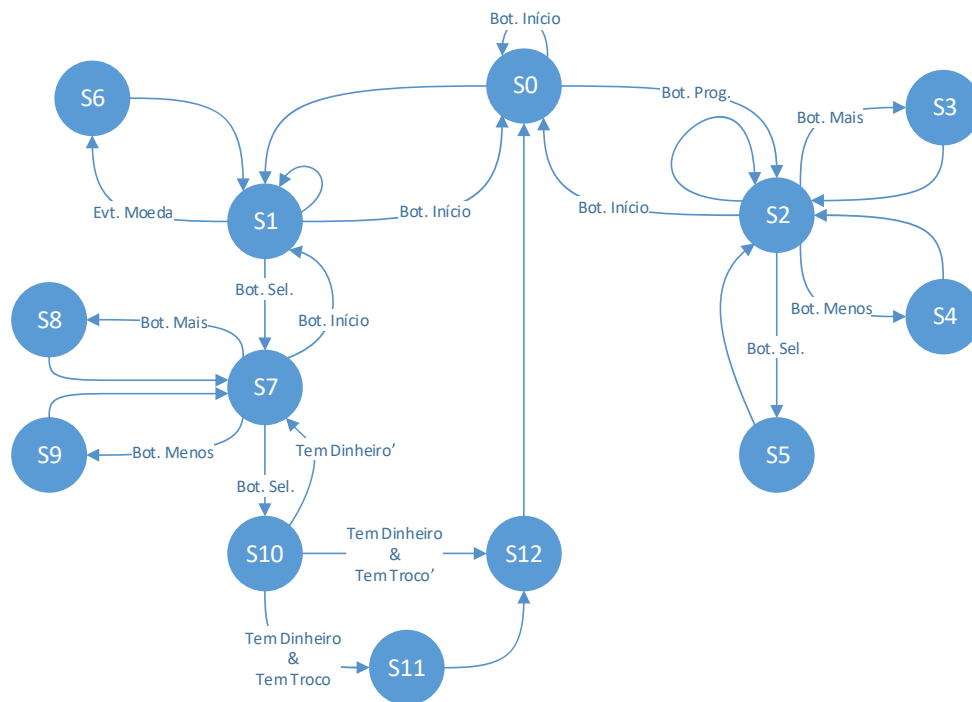 Bot. Início
S0
S6
Bot. Prog.
S3
Bot. Mais
Evt. Moeda
S1
Bot. Início
Bot. Início
S2
Bot. Sel.
S8
Bot. Mais
Bot. Início
Bot. Menos
S4
Bot. Sel.
S7
Tem Dinheiro’
Bot. Menos
S9
S5
Bot. Sel.
S10
Tem Dinheiro
&
Tem Troco’
S12
Tem Dinheiro
&
Tem Troco
S11